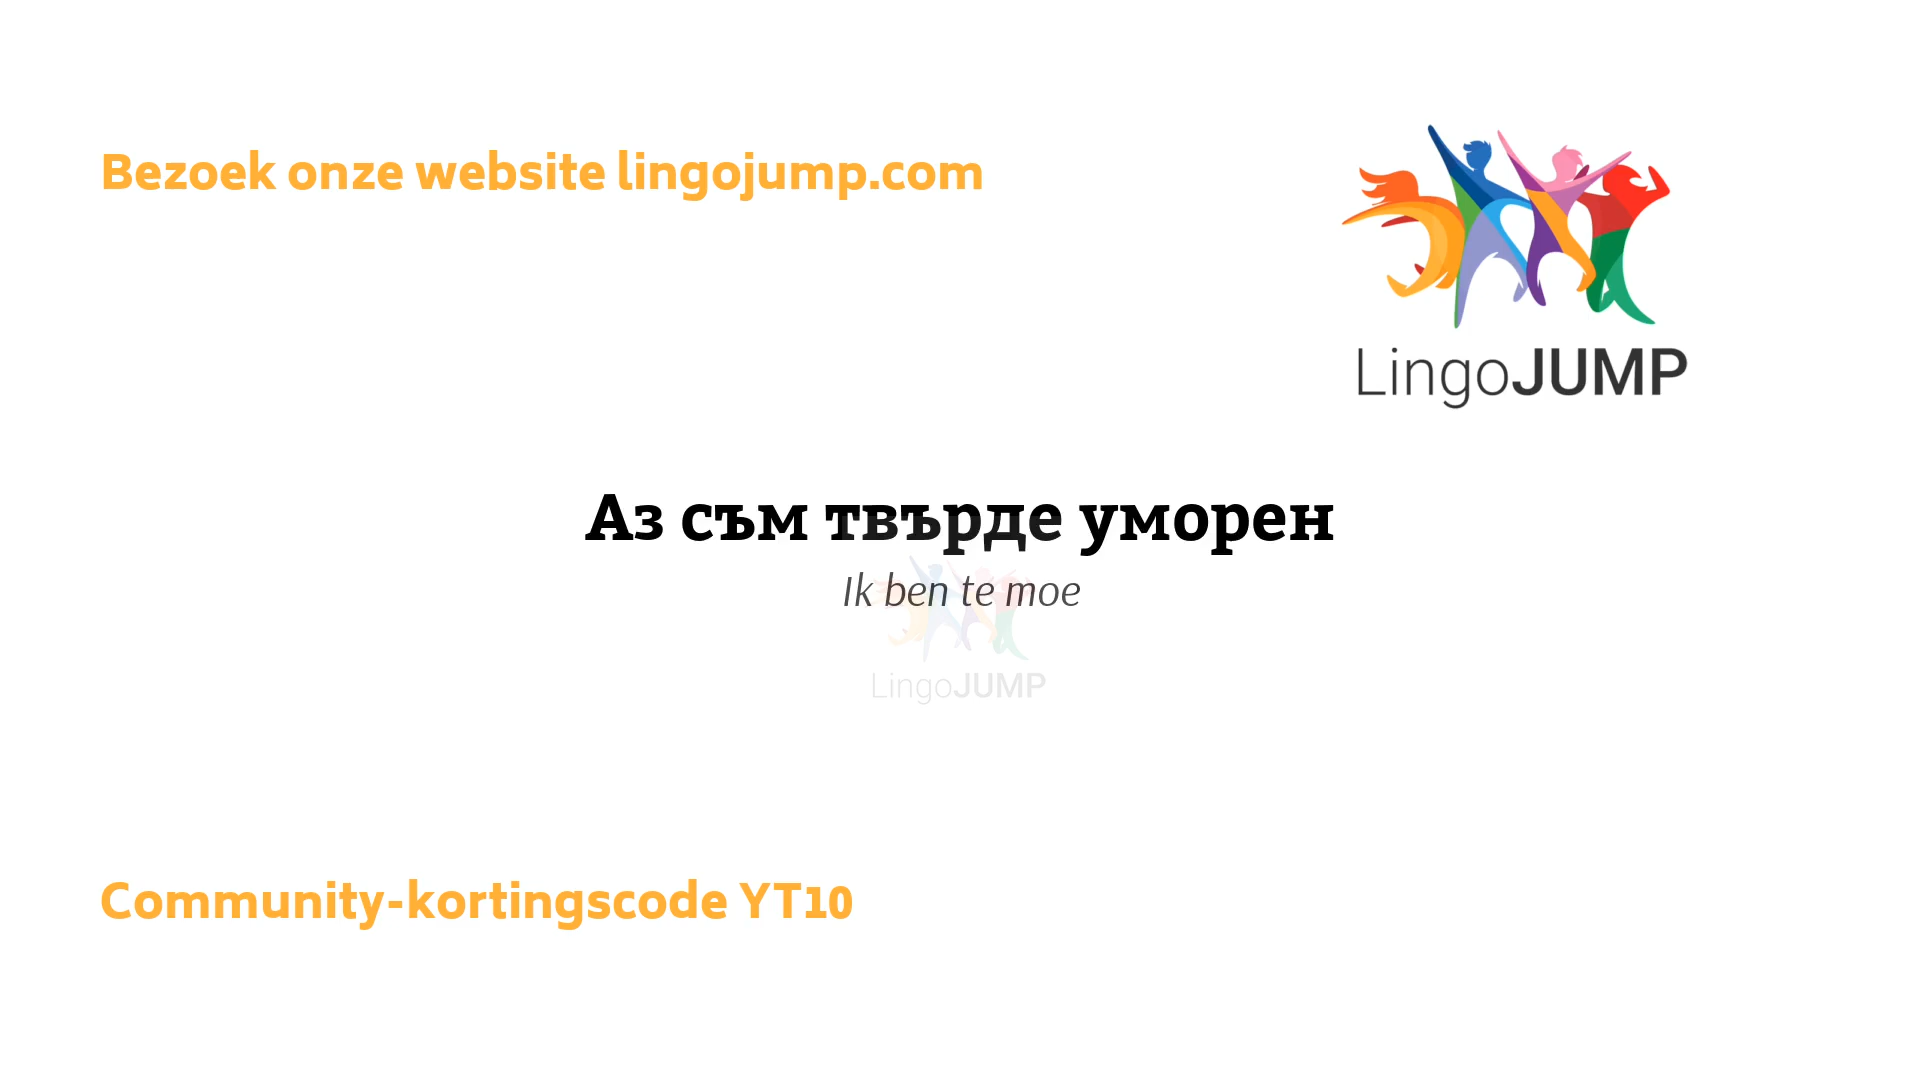 Bezoek onze website lingojump.com
LingoJUMP
Аз съм твърде уморен
Ik ben te moe
LingoJUMP
Community-kortingscode YT10